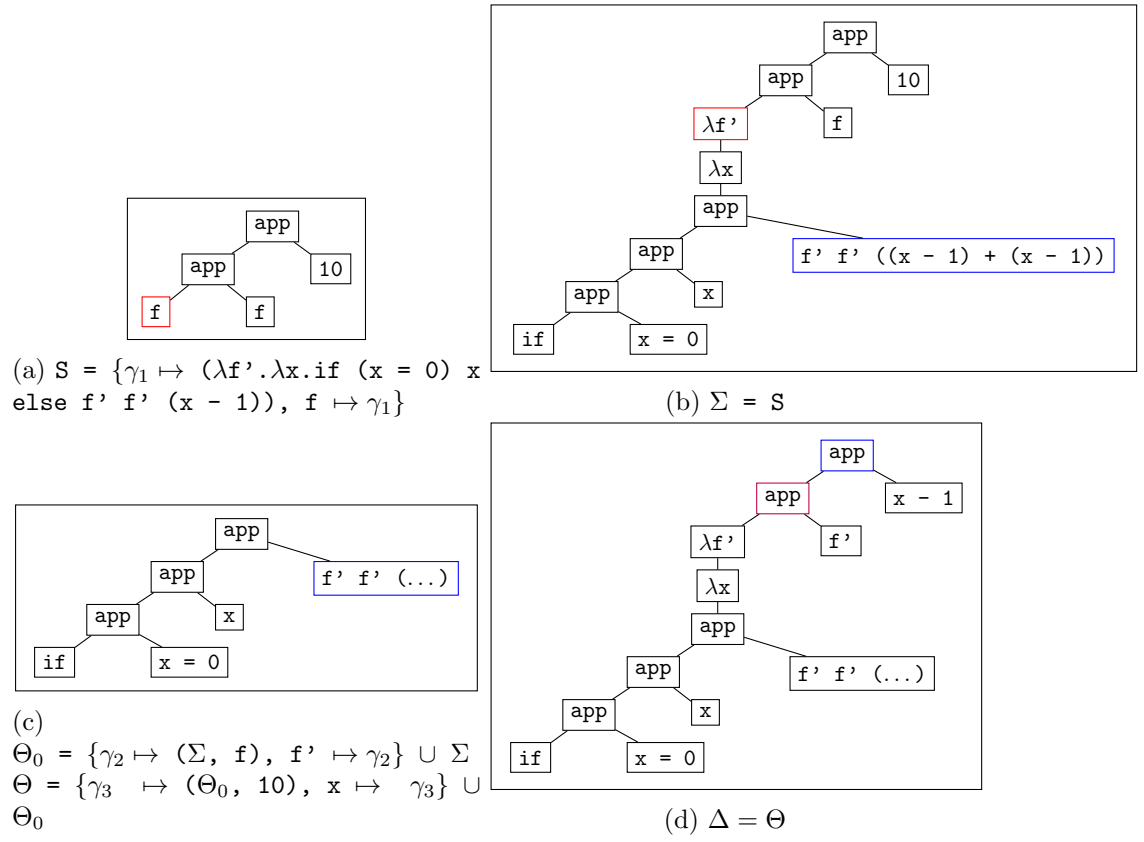 app
app 10
f f
(a) S = {γ₁ ↦ (λf'.λx.if (x = 0) x
else f' f' (x - 1)), f ↦ γ₁}
app
app 10
λf' f
λx
app
app f' f' ((x - 1) + (x - 1))
app x
if x = 0
(b) Σ = S
app
app f' f' (...)
app x
if x = 0
(c)
Θ₀ = {γ₂ ↦ (Σ, f), f' ↦ γ₂} ∪ Σ
Θ = {γ₃ ↦ (Θ₀, 10), x ↦ γ₃} ∪
Θ₀
app
app x - 1
λf' f'
λx
app
app f' f' (...)
app x
if x = 0
(d) Δ = Θ